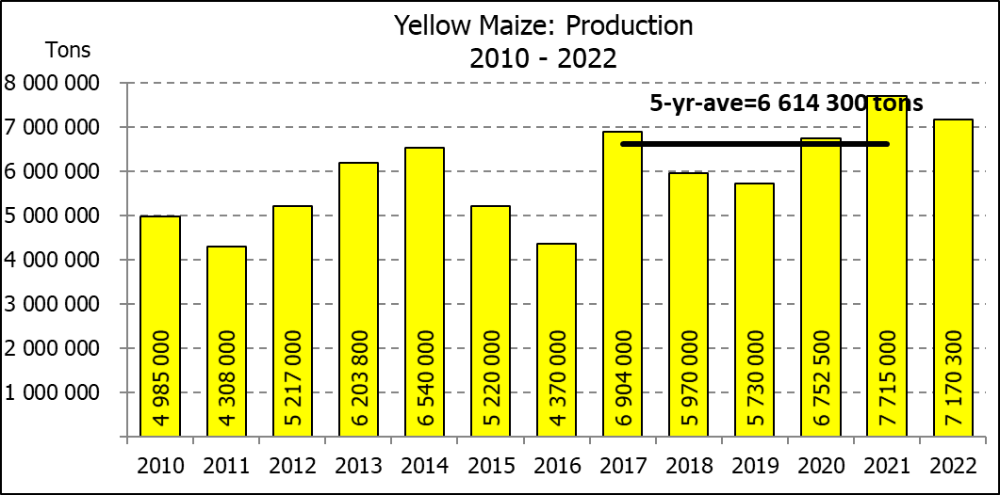 Yellow Maize: Production
2010 - 2022
Tons
5-yr-ave=6 614 300 tons
8 000 000
7 000 000
6 000 000
5 000 000
4 000 000
3 000 000
2 000 000
1 000 000
4 985 000
4 308 000
5 217 000
6 203 800
6 540 000
5 220 000
4 370 000
6 904 000
5 970 000
5 730 000
6 752 500
7 715 000
7 170 300
2010 2011 2012 2013 2014 2015 2016 2017 2018 2019 2020 2021 2022